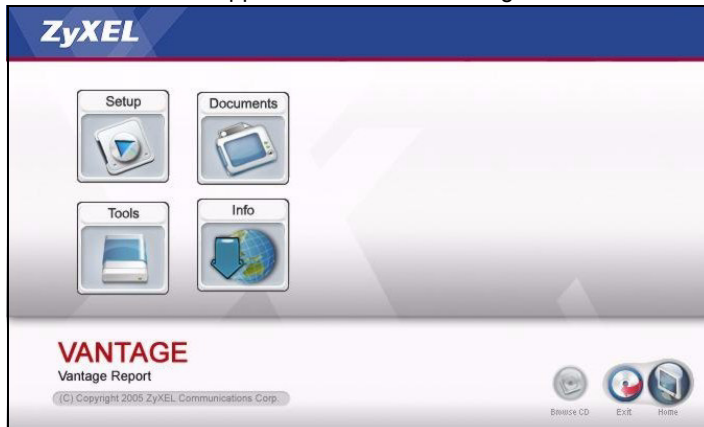 ZyXEL
Setup
Documents
Tools
Info
VANTAGE
Vantage Report
(C) Copyright 2005 ZyXEL Communications Corp.
Browse CD
Exit
Home